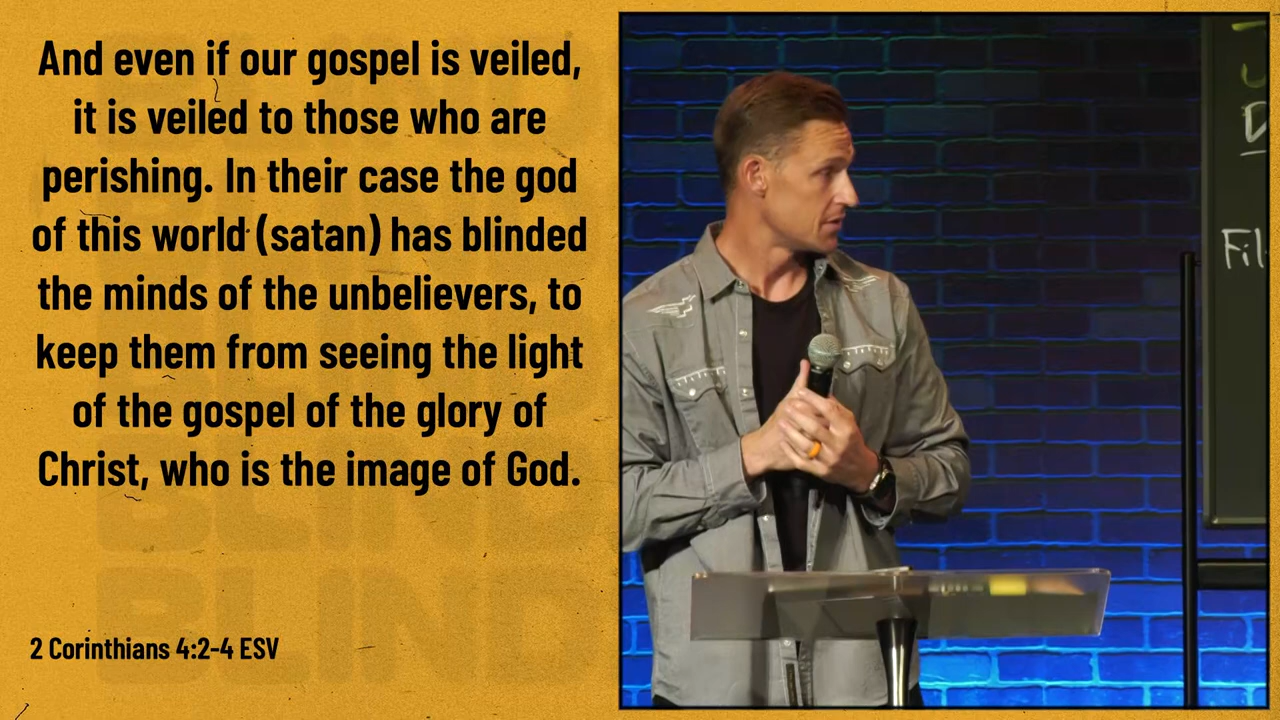 And even if our gospel is veiled,
it is veiled to those who are
perishing. In their case the god
of this world (satan) has blinded
the minds of the unbelievers, to
keep them from seeing the light
of the gospel of the glory of
Christ, who is the image of God.
BLIND
BLIND
2 Corinthians 4:2-4 ESV
Fil